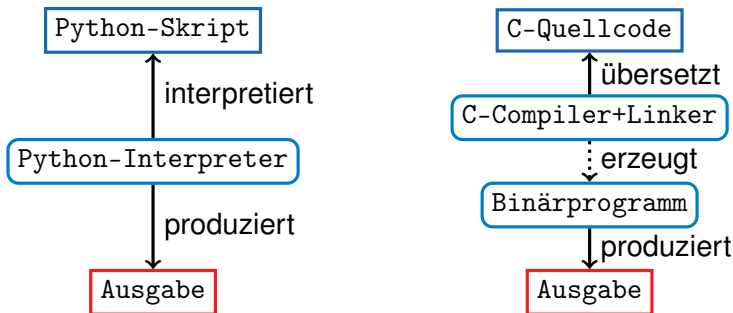 Python-Skript
interpretiert
Python-Interpreter
produziert
Ausgabe
C-Quellcode
übersetzt
C-Compiler+Linker
erzeugt
Binärprogramm
produziert
Ausgabe